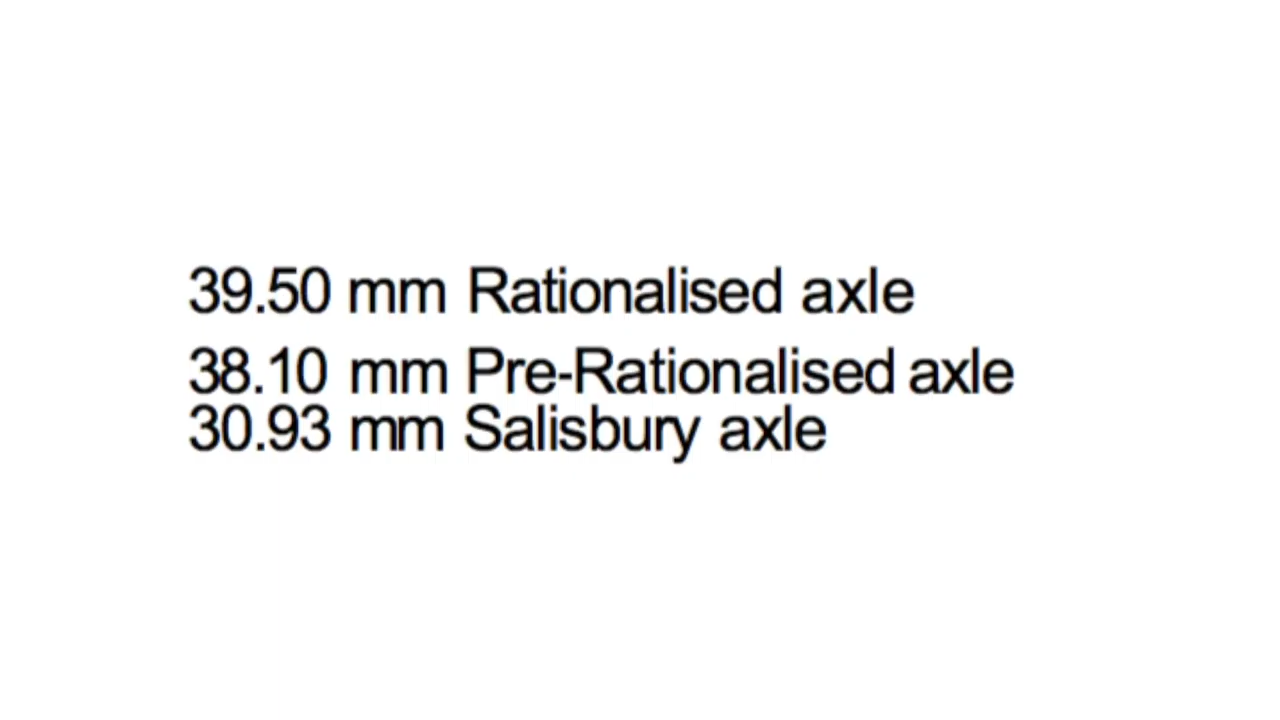 39.50 mm Rationalised axle
38.10 mm Pre-Rationalised axle
30.93 mm Salisbury axle